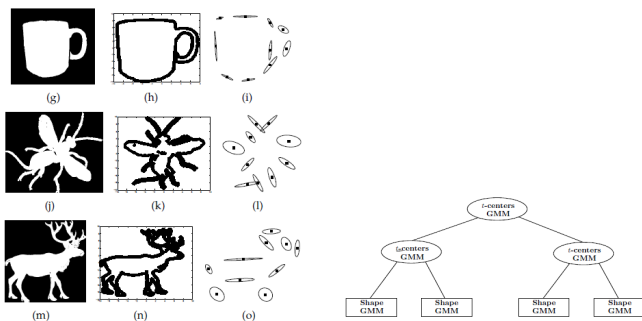 (g) (h) (i)
(j) (k) (l)
(m) (n) (o)
t-centers
GMM
t-centers
GMM
t-centers
GMM
Shape
GMM
Shape
GMM
Shape
GMM
Shape
GMM